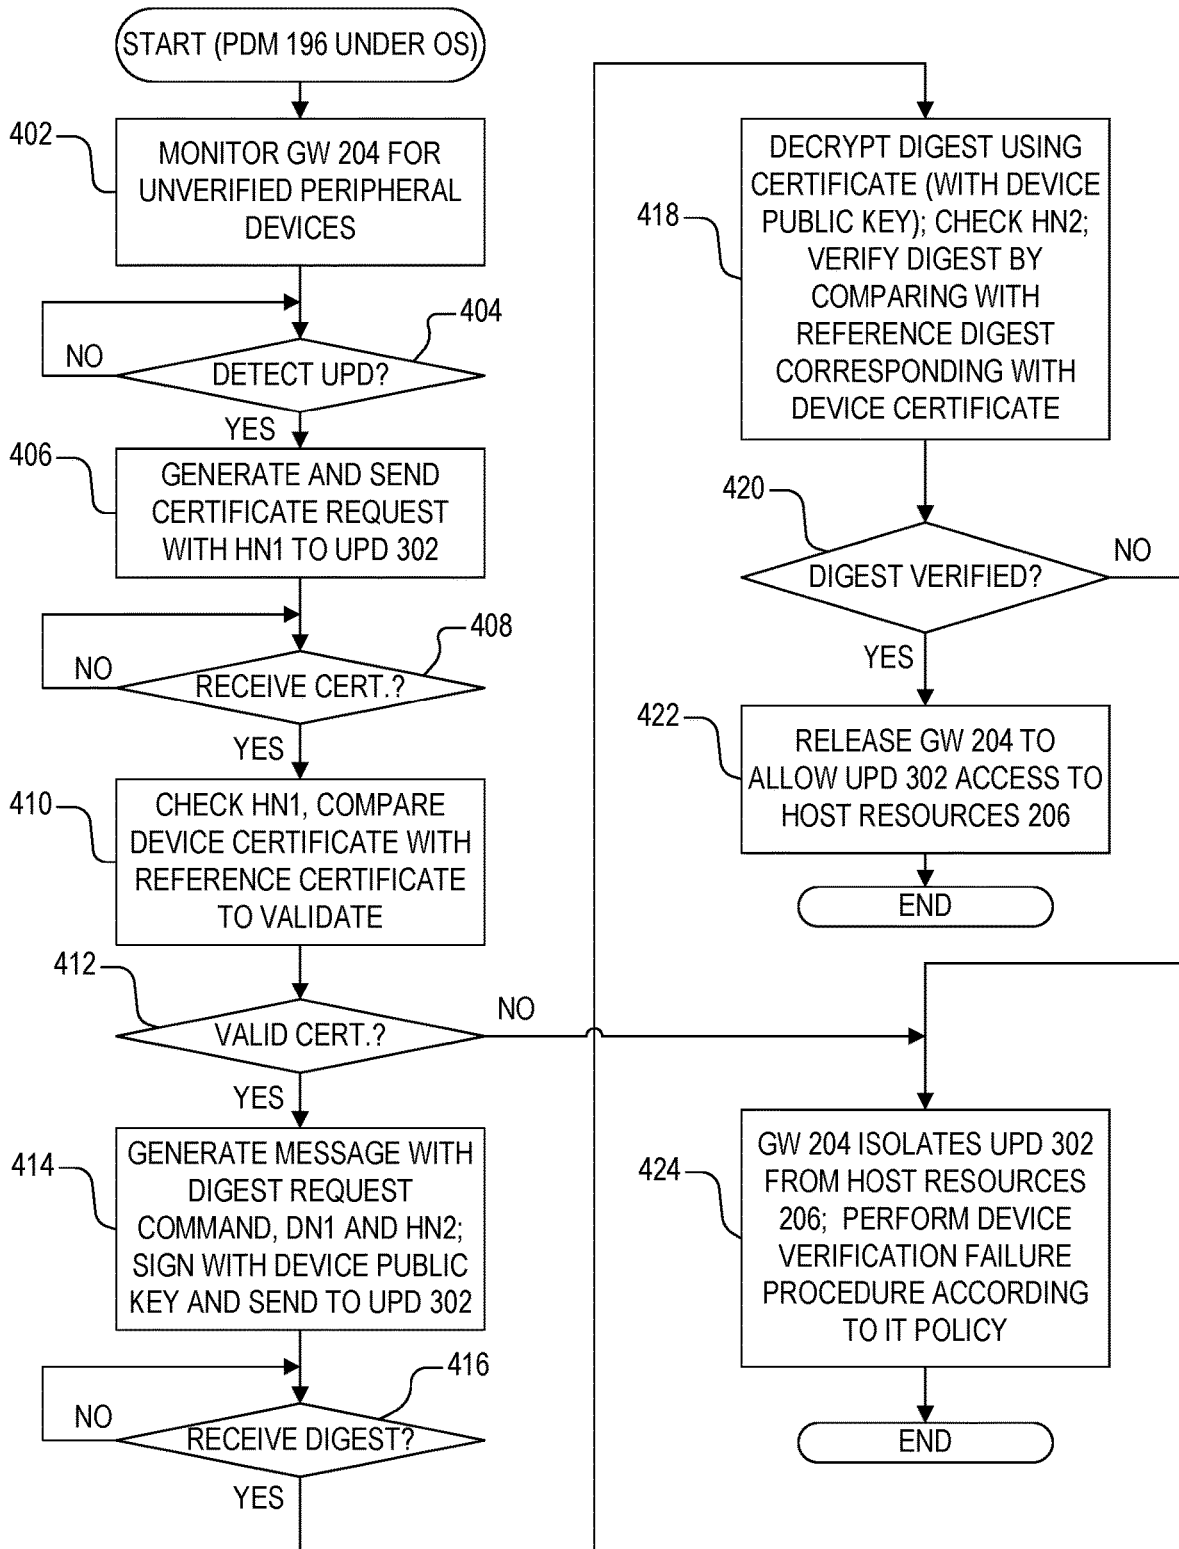 START (PDM 196 UNDER OS)
402
MONITOR GW 204 FOR
UNVERIFIED PERIPHERAL
DEVICES
404
NO
DETECT UPD?
YES
406
GENERATE AND SEND
CERTIFICATE REQUEST
WITH HN1 TO UPD 302
408
NO
RECEIVE CERT.?
YES
410
CHECK HN1, COMPARE
DEVICE CERTIFICATE WITH
REFERENCE CERTIFICATE
TO VALIDATE
412
NO
VALID CERT.?
YES
414
GENERATE MESSAGE WITH
DIGEST REQUEST
COMMAND, DN1 AND HN2;
SIGN WITH DEVICE PUBLIC
KEY AND SEND TO UPD 302
416
NO
RECEIVE DIGEST?
YES
418
DECRYPT DIGEST USING
CERTIFICATE (WITH DEVICE
PUBLIC KEY); CHECK HN2;
VERIFY DIGEST BY
COMPARING WITH
REFERENCE DIGEST
CORRESPONDING WITH
DEVICE CERTIFICATE
420
NO
DIGEST VERIFIED?
YES
422
RELEASE GW 204 TO
ALLOW UPD 302 ACCESS TO
HOST RESOURCES 206
END
424
GW 204 ISOLATES UPD 302
FROM HOST RESOURCES
206; PERFORM DEVICE
VERIFICATION FAILURE
PROCEDURE ACCORDING
TO IT POLICY
END